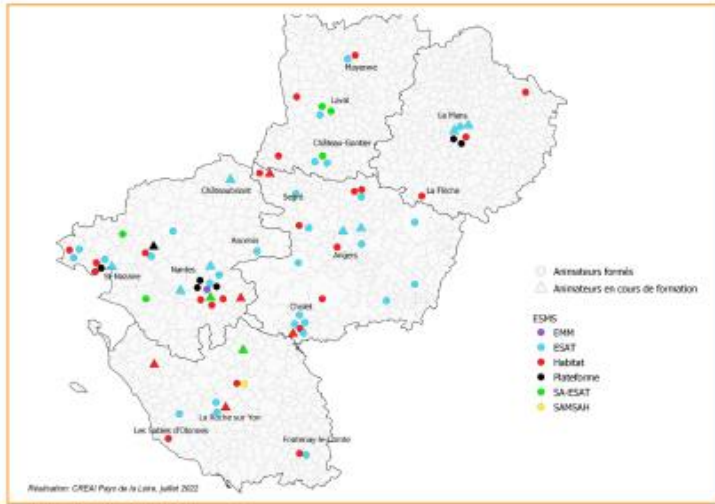 Mayenne
Laval
Le Mans
Château-Gontier
Châteaubriant
Segré
La Flèche
Ancenis
Angers
St-Nazaire
Nantes
Cholet
La Roche sur Yon
Les Sables d'Olonnes
Fontenay-le-Comte
Animateurs formés
Animateurs en cours de formation
ESMS
EMM
ESAT
Habitat
Plateforme
SA-ESAT
SAMSAH
Réalisation: CREAI Pays de la Loire, juillet 2022